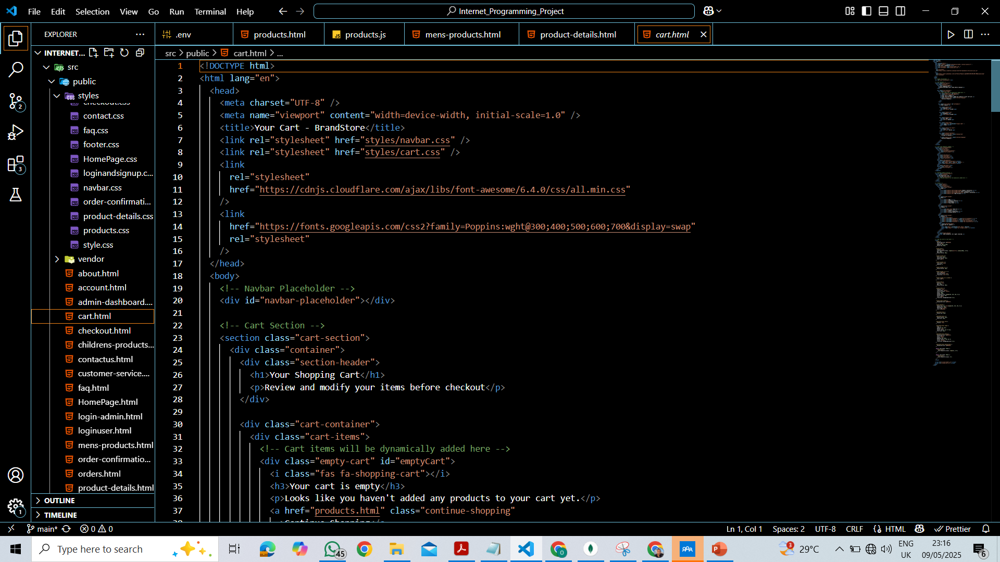 File Edit Selection View Go Run Terminal Help
Internet_Programming_Project
EXPLORER
.env
products.html
products.js
mens-products.html
product-details.html
cart.html
INTERNET...
src > public > cart.html > ...
src
public
styles
checkout.css
contact.css
faq.css
footer.css
HomePage.css
loginandsignup.c...
navbar.css
order-confirmati...
product-details.css
products.css
style.css
vendor
about.html
account.html
admin-dashboard....
cart.html
checkout.html
childrens-products...
contactus.html
customer-service....
faq.html
HomePage.html
login-admin.html
loginuser.html
mens-products.html
order-confirmatio...
orders.html
product-details.html
OUTLINE
TIMELINE
2
3
1
1 <!DOCTYPE html>
2 <html lang="en">
3 <head>
4 <meta charset="UTF-8" />
5 <meta name="viewport" content="width=device-width, initial-scale=1.0" />
6 <title>Your Cart - BrandStore</title>
7 <link rel="stylesheet" href="styles/navbar.css" />
8 <link rel="stylesheet" href="styles/cart.css" />
9 <link
10 rel="stylesheet"
11 href="https://cdnjs.cloudflare.com/ajax/libs/font-awesome/6.4.0/css/all.min.css"
12 />
13 <link
14 href="https://fonts.googleapis.com/css2?family=Poppins:wght@300;400;500;600;700&display=swap"
15 rel="stylesheet"
16 />
17 </head>
18 <body>
19 <!-- Navbar Placeholder -->
20 <div id="navbar-placeholder"></div>
21
22 <!-- Cart Section -->
23 <section class="cart-section">
24 <div class="container">
25 <div class="section-header">
26 <h1>Your Shopping Cart</h1>
27 <p>Review and modify your items before checkout</p>
28 </div>
29
30 <div class="cart-container">
31 <div class="cart-items">
32 <!-- Cart items will be dynamically added here -->
33 <div class="empty-cart" id="emptyCart">
34 <i class="fas fa-shopping-cart"></i>
35 <h3>Your cart is empty</h3>
36 <p>Looks like you haven't added any products to your cart yet.</p>
37 <a href="products.html" class="continue-shopping"
38 >Continue Shopping</a
main* 0 0
Ln 1, Col 1 Spaces: 2 UTF-8 CRLF HTML Prettier
Type here to search
45
3
29°C
ENG
UK
23:16
09/05/2025
6